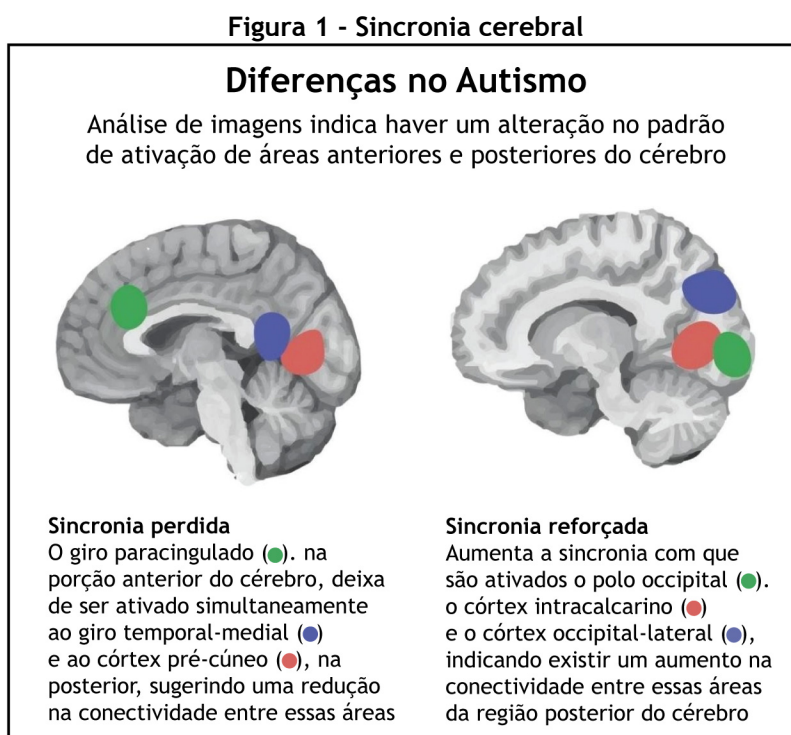 Figura 1 - Sincronia cerebral
Diferenças no Autismo
Análise de imagens indica haver um alteração no padrão
de ativação de áreas anteriores e posteriores do cérebro
Sincronia perdida
O giro paracingulado (●). na
porção anterior do cérebro, deixa
de ser ativado simultaneamente
ao giro temporal-medial (●)
e ao córtex pré-cúneo (●), na
posterior, sugerindo uma redução
na conectividade entre essas áreas
Sincronia reforçada
Aumenta a sincronia com que
são ativados o polo occipital (●).
o córtex intracalcarino (●)
e o córtex occipital-lateral (●),
indicando existir um aumento na
conectividade entre essas áreas
da região posterior do cérebro